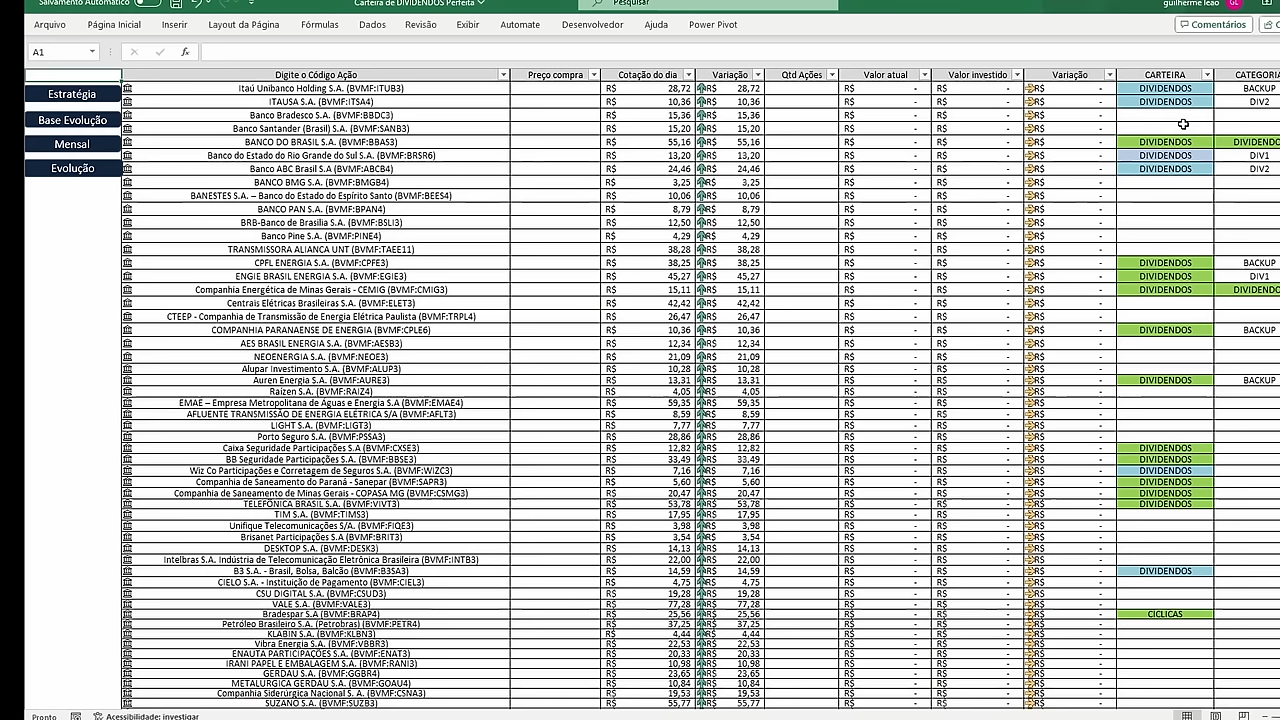 Salvamento Automático
Carteira de DIVIDENDOS Perfeita
Pesquisar
guilherme leao GL
Arquivo Página Inicial Inserir Layout da Página Fórmulas Dados Revisão Exibir Automate Desenvolvedor Ajuda Power Pivot Comentários
A1 fx
Digite o Código Ação Preço compra Cotação do dia Variação Qtd Ações Valor atual Valor investido Variação CARTEIRA CATEGORIA
Estratégia
Base Evolução
Mensal
Evolução
Itaú Unibanco Holding S.A. (BVMF:ITUB3) R$ 28,72 R$ 28,72 R$ - R$ - R$ - DIVIDENDOS BACKUP
ITAUSA S.A. (BVMF:ITSA4) R$ 10,36 R$ 10,36 R$ - R$ - R$ - DIVIDENDOS DIV2
Banco Bradesco S.A. (BVMF:BBDC3) R$ 15,36 R$ 15,36 R$ - R$ - R$ -
Banco Santander (Brasil) S.A. (BVMF:SANB3) R$ 15,20 R$ 15,20 R$ - R$ - R$ -
BANCO DO BRASIL S.A. (BVMF:BBAS3) R$ 55,16 R$ 55,16 R$ - R$ - R$ - DIVIDENDOS DIVIDENDO
Banco do Estado do Rio Grande do Sul S.A. (BVMF:BRSR6) R$ 13,20 R$ 13,20 R$ - R$ - R$ - DIVIDENDOS DIV1
Banco ABC Brasil S.A (BVMF:ABCB4) R$ 24,46 R$ 24,46 R$ - R$ - R$ - DIVIDENDOS DIV2
BANCO BMG S.A. (BVMF:BMGB4) R$ 3,25 R$ 3,25 R$ - R$ - R$ -
BANESTES S.A. – Banco do Estado do Espírito Santo (BVMF:BEES4) R$ 10,06 R$ 10,06 R$ - R$ - R$ -
BANCO PAN S.A. (BVMF:BPAN4) R$ 8,79 R$ 8,79 R$ - R$ - R$ -
BRB-Banco de Brasilia S.A. (BVMF:BSLI3) R$ 12,50 R$ 12,50 R$ - R$ - R$ -
Banco Pine S.A. (BVMF:PINE4) R$ 4,29 R$ 4,29 R$ - R$ - R$ -
TRANSMISSORA ALIANCA UNT (BVMF:TAEE11) R$ 38,28 R$ 38,28 R$ - R$ - R$ -
CPFL ENERGIA S.A. (BVMF:CPFE3) R$ 38,25 R$ 38,25 R$ - R$ - R$ - DIVIDENDOS BACKUP
ENGIE BRASIL ENERGIA S.A. (BVMF:EGIE3) R$ 45,27 R$ 45,27 R$ - R$ - R$ - DIVIDENDOS DIV1
Companhia Energética de Minas Gerais - CEMIG (BVMF:CMIG3) R$ 15,11 R$ 15,11 R$ - R$ - R$ - DIVIDENDOS DIVIDENDO
Centrais Elétricas Brasileiras S.A. (BVMF:ELET3) R$ 42,42 R$ 42,42 R$ - R$ - R$ -
CTEEP - Companhia de Transmissão de Energia Elétrica Paulista (BVMF:TRPL4) R$ 26,47 R$ 26,47 R$ - R$ - R$ -
COMPANHIA PARANAENSE DE ENERGIA (BVMF:CPLE6) R$ 10,36 R$ 10,36 R$ - R$ - R$ - DIVIDENDOS BACKUP
AES BRASIL ENERGIA S.A. (BVMF:AESB3) R$ 12,34 R$ 12,34 R$ - R$ - R$ -
NEOENERGIA S.A. (BVMF:NEOE3) R$ 21,09 R$ 21,09 R$ - R$ - R$ -
Alupar Investimento S.A. (BVMF:ALUP3) R$ 10,28 R$ 10,28 R$ - R$ - R$ -
Auren Energia S.A. (BVMF:AURE3) R$ 13,31 R$ 13,31 R$ - R$ - R$ - DIVIDENDOS BACKUP
Raízen S.A. (BVMF:RAIZ4) R$ 4,05 R$ 4,05 R$ - R$ - R$ -
EMAE – Empresa Metropolitana de Águas e Energia S.A (BVMF:EMAE4) R$ 59,35 R$ 59,35 R$ - R$ - R$ -
AFLUENTE TRANSMISSÃO DE ENERGIA ELÉTRICA S/A (BVMF:AFLT3) R$ 8,59 R$ 8,59 R$ - R$ - R$ -
LIGHT S.A. (BVMF:LIGT3) R$ 7,77 R$ 7,77 R$ - R$ - R$ -
Porto Seguro S.A. (BVMF:PSSA3) R$ 28,86 R$ 28,86 R$ - R$ - R$ -
Caixa Seguridade Participações S.A (BVMF:CXSE3) R$ 12,82 R$ 12,82 R$ - R$ - R$ - DIVIDENDOS
BB Seguridade Participações S.A. (BVMF:BBSE3) R$ 33,49 R$ 33,49 R$ - R$ - R$ - DIVIDENDOS
Wiz Co Participações e Corretagem de Seguros S.A. (BVMF:WIZC3) R$ 7,16 R$ 7,16 R$ - R$ - R$ - DIVIDENDOS
Companhia de Saneamento do Paraná - Sanepar (BVMF:SAPR3) R$ 5,60 R$ 5,60 R$ - R$ - R$ - DIVIDENDOS
Companhia de Saneamento de Minas Gerais - COPASA MG (BVMF:CSMG3) R$ 20,47 R$ 20,47 R$ - R$ - R$ - DIVIDENDOS
TELEFÔNICA BRASIL S.A. (BVMF:VIVT3) R$ 53,78 R$ 53,78 R$ - R$ - R$ - DIVIDENDOS
TIM S.A. (BVMF:TIMS3) R$ 17,95 R$ 17,95 R$ - R$ - R$ -
Unifique Telecomunicações S/A. (BVMF:FIQE3) R$ 3,98 R$ 3,98 R$ - R$ - R$ -
Brisanet Participações S.A (BVMF:BRIT3) R$ 3,54 R$ 3,54 R$ - R$ - R$ -
DESKTOP S.A. (BVMF:DESK3) R$ 14,13 R$ 14,13 R$ - R$ - R$ -
Intelbras S.A. Indústria de Telecomunicação Eletrônica Brasileira (BVMF:INTB3) R$ 22,00 R$ 22,00 R$ - R$ - R$ -
B3 S.A. - Brasil, Bolsa, Balcão (BVMF:B3SA3) R$ 14,59 R$ 14,59 R$ - R$ - R$ - DIVIDENDOS
CIELO S.A. - Instituição de Pagamento (BVMF:CIEL3) R$ 4,75 R$ 4,75 R$ - R$ - R$ -
CSU DIGITAL S.A. (BVMF:CSUD3) R$ 19,28 R$ 19,28 R$ - R$ - R$ -
VALE S.A. (BVMF:VALE3) R$ 77,28 R$ 77,28 R$ - R$ - R$ -
Bradespar S.A (BVMF:BRAP4) R$ 25,56 R$ 25,56 R$ - R$ - R$ - CÍCLICAS
Petróleo Brasileiro S.A. (Petrobras) (BVMF:PETR4) R$ 37,25 R$ 37,25 R$ - R$ - R$ -
KLABIN S.A. (BVMF:KLBN3) R$ 4,44 R$ 4,44 R$ - R$ - R$ -
Vibra Energia S.A. (BVMF:VBBR3) R$ 22,53 R$ 22,53 R$ - R$ - R$ -
ENAUTA PARTICIPAÇÕES S.A. (BVMF:ENAT3) R$ 20,33 R$ 20,33 R$ - R$ - R$ -
IRANI PAPEL E EMBALAGEM S.A. (BVMF:RANI3) R$ 10,98 R$ 10,98 R$ - R$ - R$ -
GERDAU S.A. (BVMF:GGBR4) R$ 23,65 R$ 23,65 R$ - R$ - R$ -
METALURGICA GERDAU S.A. (BVMF:GOAU4) R$ 10,84 R$ 10,84 R$ - R$ - R$ -
Companhia Siderúrgica Nacional S. A. (BVMF:CSNA3) R$ 19,53 R$ 19,53 R$ - R$ - R$ -
SUZANO S.A. (BVMF:SUZB3) R$ 55,77 R$ 55,77 R$ - R$ - R$ -
Pronto Acessibilidade: investigar